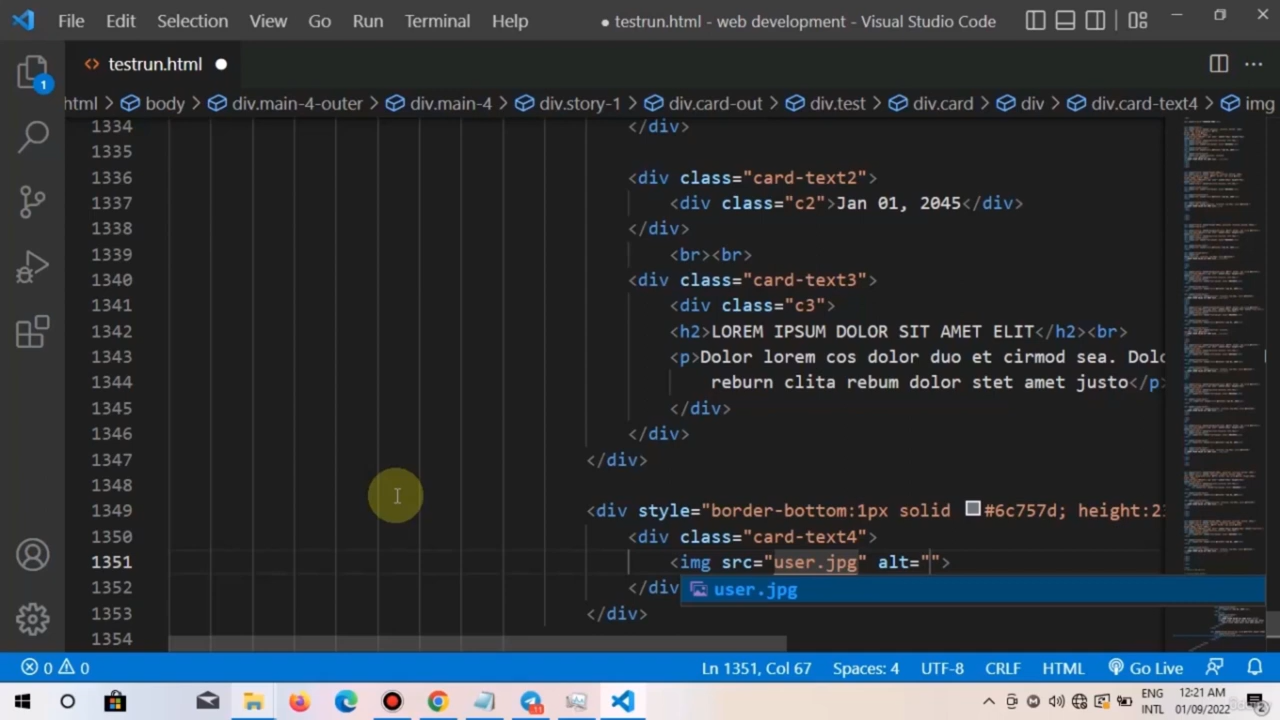 File Edit Selection View Go Run Terminal Help ● testrun.html - web development - Visual Studio Code
<> testrun.html ●
html > body > div.main-4-outer > div.main-4 > div.story-1 > div.card-out > div.test > div.card > div > div.card-text4 > img
1
1334 </div>
1335
1336 <div class="card-text2">
1337 <div class="c2">Jan 01, 2045</div>
1338 </div>
1339 <br><br>
1340 <div class="card-text3">
1341 <div class="c3">
1342 <h2>LOREM IPSUM DOLOR SIT AMET ELIT</h2><br>
1343 <p>Dolor lorem cos dolor duo et cirmod sea. Dolo
1344 reburn clita rebum dolor stet amet justo</p>
1345 </div>
1346 </div>
1347 </div>
1348
1349 <div style="border-bottom:1px solid #6c757d; height:
1350 <div class="card-text4">
1351 <img src="user.jpg" alt="">
user.jpg
1352 </div
1353 </div>
1354
0 0 Ln 1351, Col 67 Spaces: 4 UTF-8 CRLF HTML Go Live
11 ENG 12:21 AM
INTL 01/09/2022 2